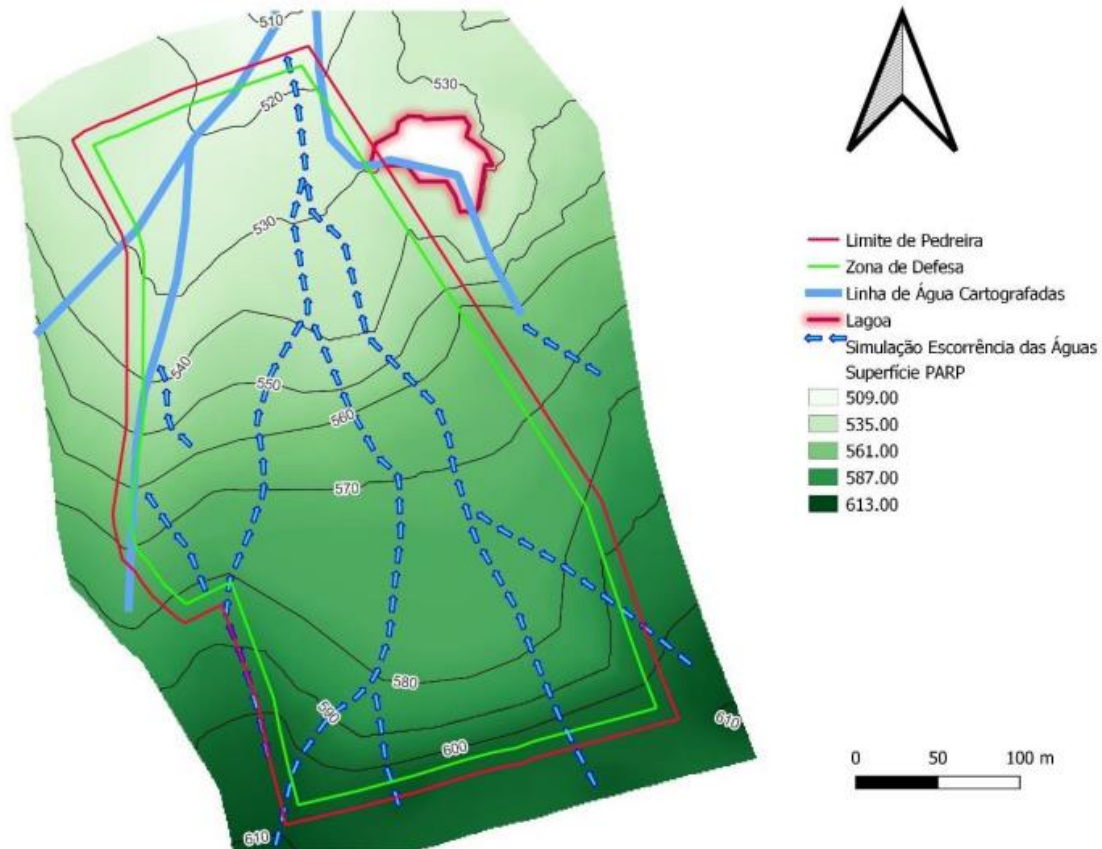 510
530
520
530
540
550
560
570
580
590
600
610
610
Limite de Pedreira
Zona de Defesa
Linha de Água Cartografadas
Lagoa
Simulação Escorrência das Águas
Superfície PARP
509.00
535.00
561.00
587.00
613.00
0 50 100 m